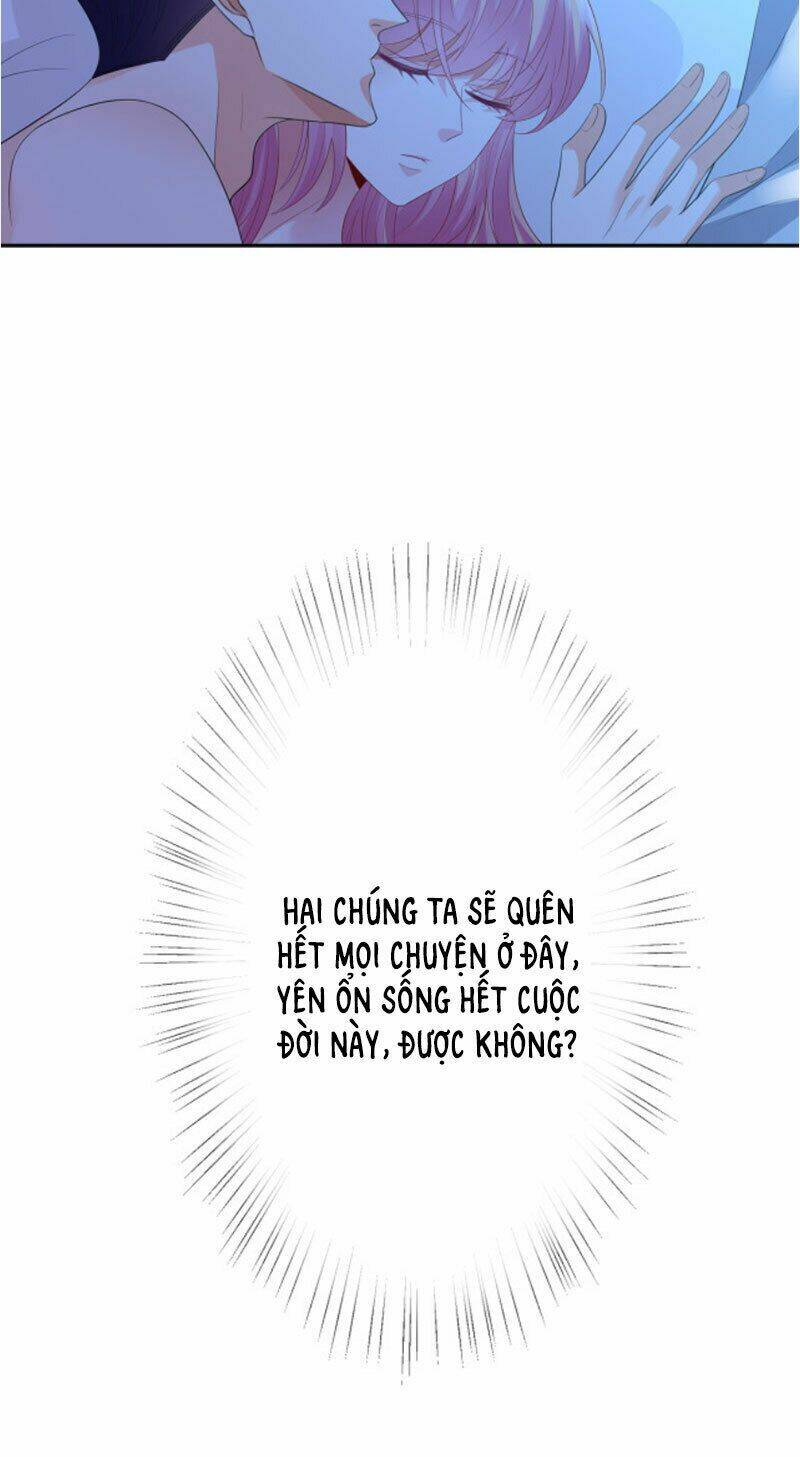 HAI CHÚNG TA SẼ QUÊN
HẾT MỌI CHUYỆN Ở ĐÂY,
YÊN ỔN SỐNG HẾT CUỘC
ĐỜI NÀY, ĐƯỢC KHÔNG?